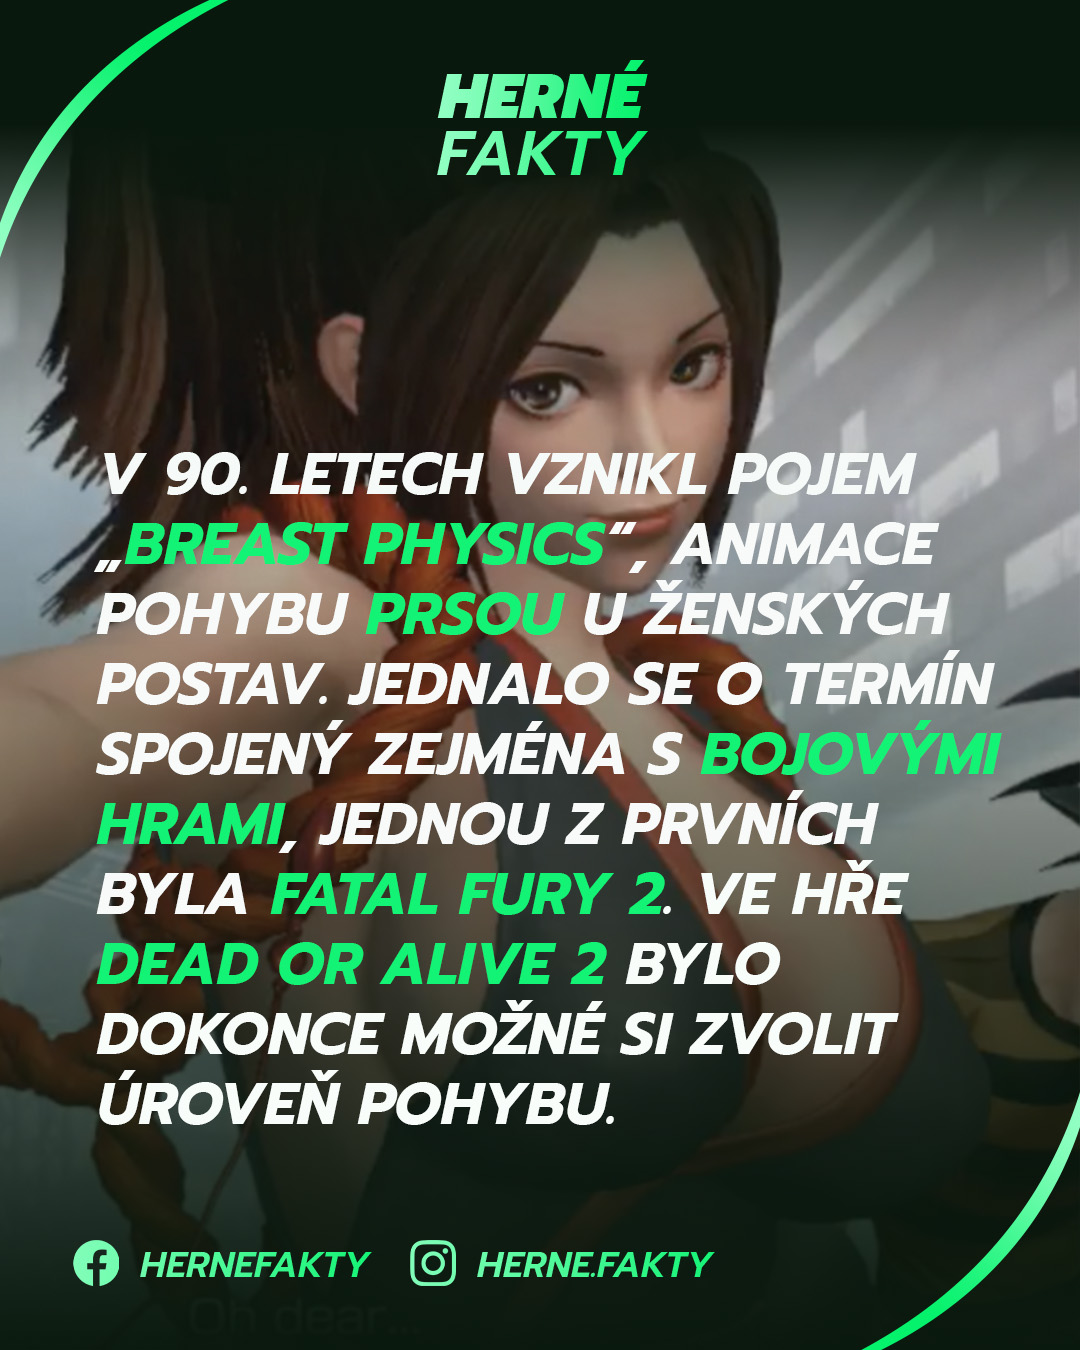 HERNÉ
FAKTY
V 90. LETECH VZNIKL POJEM
„BREAST PHYSICS“, ANIMACE
POHYBU PRSOU U ŽENSKÝCH
POSTAV. JEDNALO SE O TERMÍN
SPOJENÝ ZEJMÉNA S BOJOVÝMI
HRAMI, JEDNOU Z PRVNÍCH
BYLA FATAL FURY 2. VE HŘE
DEAD OR ALIVE 2 BYLO
DOKONCE MOŽNÉ SI ZVOLIT
ÚROVEŇ POHYBU.
HERNEFAKTY HERNE.FAKTY
Oh dear...